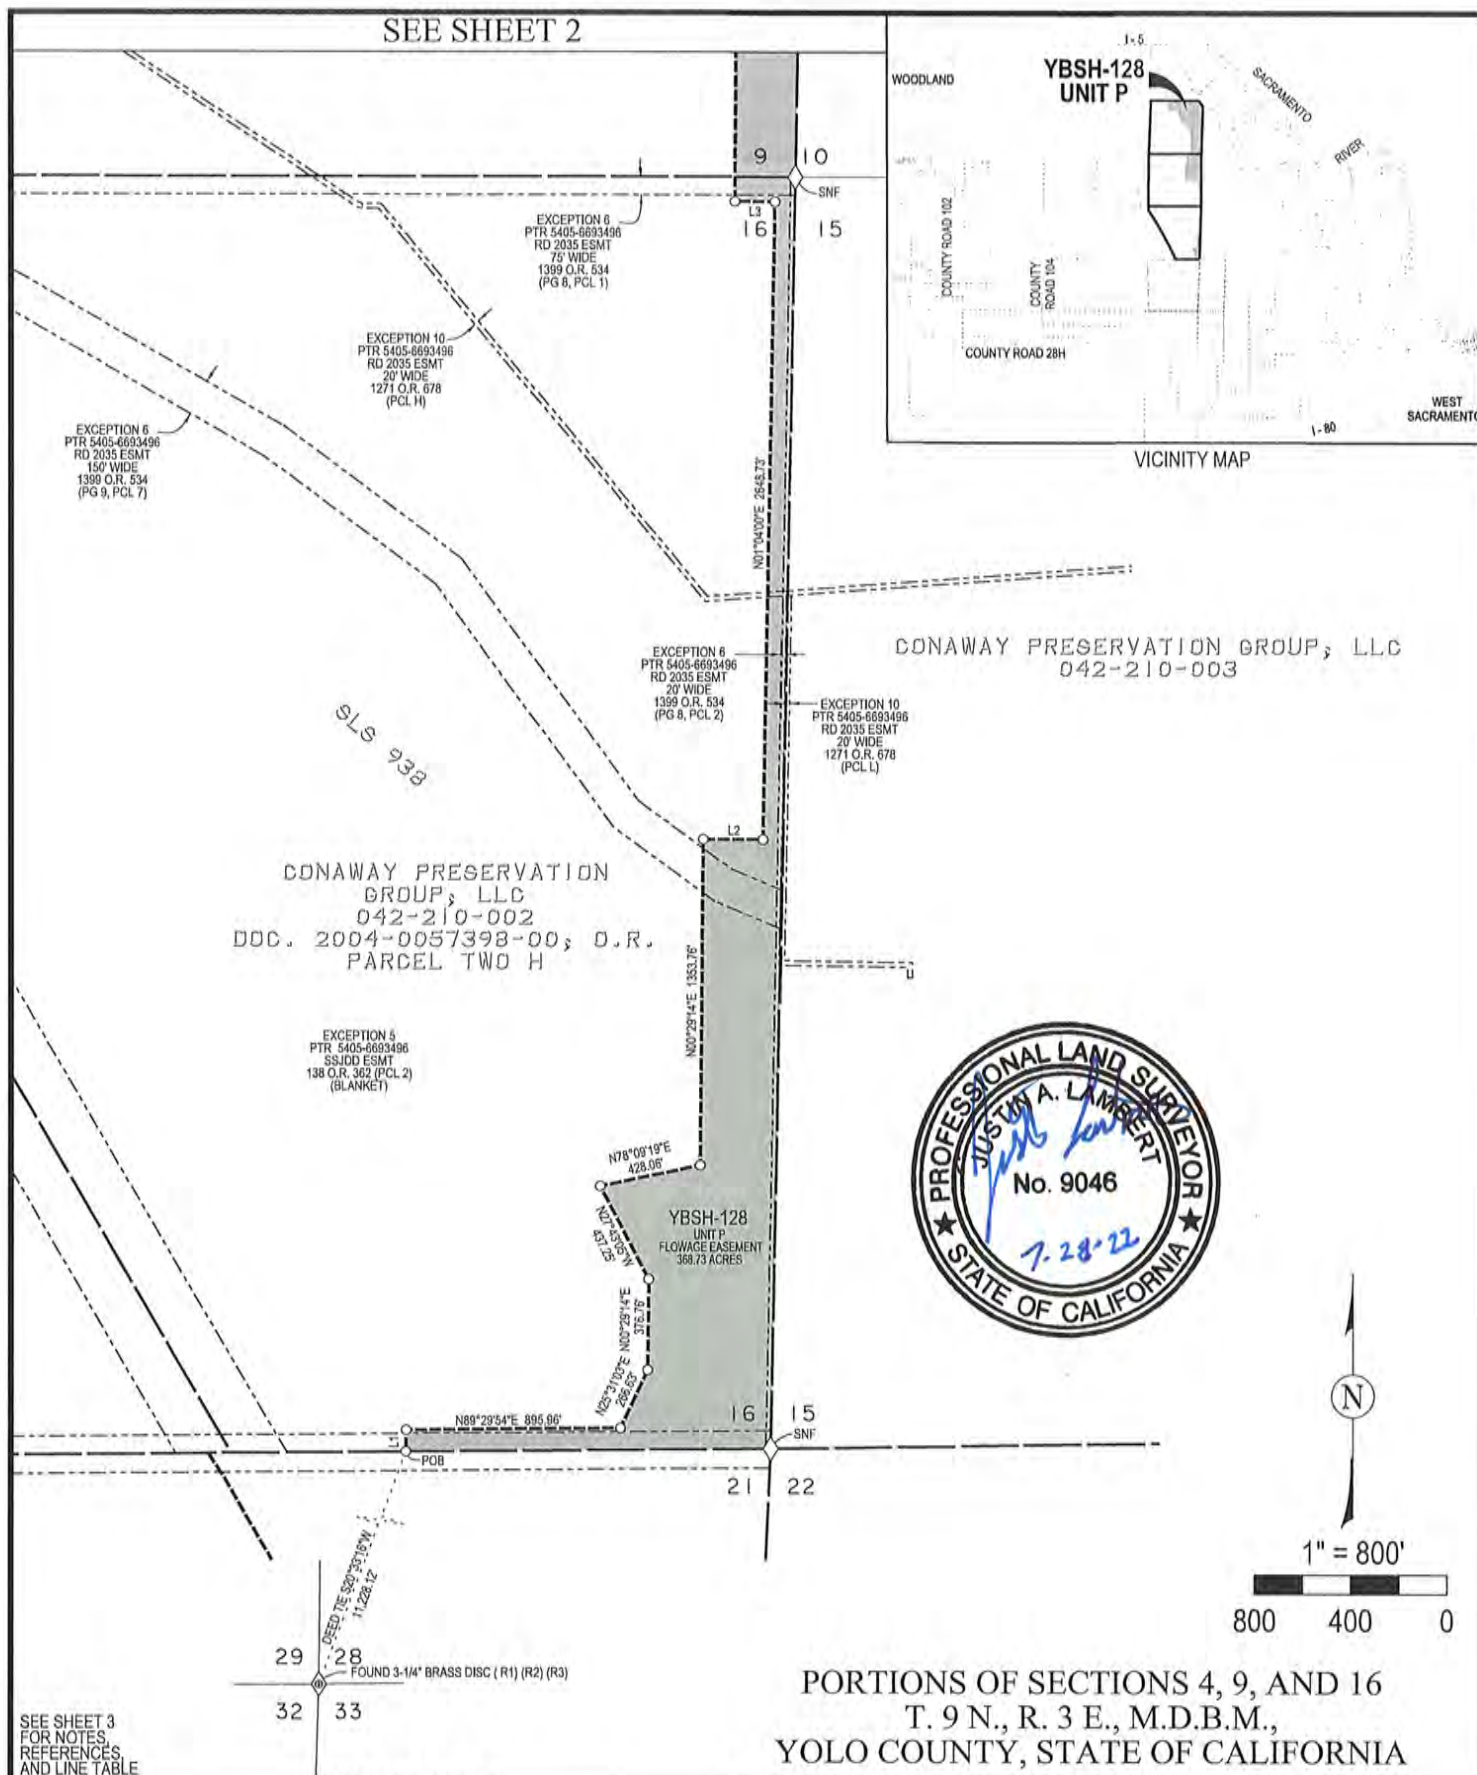 SEE SHEET 2
I-5
WOODLAND
YBSH-128
UNIT P
SACRAMENTO
RIVER
COUNTY ROAD 102
COUNTY
ROAD 104
COUNTY ROAD 28H
WEST
SACRAMENTO
I-80
VICINITY MAP
9 10
SNF
L3
16 15
EXCEPTION 6
PTR 5405-6693496
RD 2035 ESMT
75' WIDE
1399 O.R. 534
(PG 8, PCL 1)
EXCEPTION 10
PTR 5405-6693496
RD 2035 ESMT
20' WIDE
1271 O.R. 678
(PCL H)
EXCEPTION 6
PTR 5405-6693496
RD 2035 ESMT
150' WIDE
1399 O.R. 534
(PG 9, PCL 7)
N01°04'00"E 2648.73'
EXCEPTION 6
PTR 5405-6693496
RD 2035 ESMT
20' WIDE
1399 O.R. 534
(PG 8, PCL 2)
CONAWAY PRESERVATION GROUP, LLC
042-210-003
EXCEPTION 10
PTR 5405-6693496
RD 2035 ESMT
20' WIDE
1271 O.R. 678
(PCL L)
SLS 938
L2
CONAWAY PRESERVATION
GROUP, LLC
042-210-002
DOC. 2004-0057398-00, O.R.
PARCEL TWO H
N00°29'14"E 1353.76'
EXCEPTION 5
PTR 5405-6693496
SSJDD ESMT
138 O.R. 362 (PCL 2)
(BLANKET)
PROFESSIONAL LAND SURVEYOR
JUSTIN A. LAMBERT
No. 9046
7-28-22
STATE OF CALIFORNIA
N78°09'19"E
428.06'
N27°43'05"W
437.25'
YBSH-128
UNIT P
FLOWAGE EASEMENT
368.73 ACRES
N00°29'14"E
376.76'
N25°31'03"E
266.63'
N89°29'54"E 895.96'
L1
POB
16 15
SNF
21 22
N
1" = 800'
800 400 0
DEED TIE S20°33'16"W
11,228.12'
29 28
FOUND 3-1/4" BRASS DISC ( R1) (R2) (R3)
32 33
SEE SHEET 3
FOR NOTES,
REFERENCES,
AND LINE TABLE
PORTIONS OF SECTIONS 4, 9, AND 16
T. 9 N., R. 3 E., M.D.B.M.,
YOLO COUNTY, STATE OF CALIFORNIA